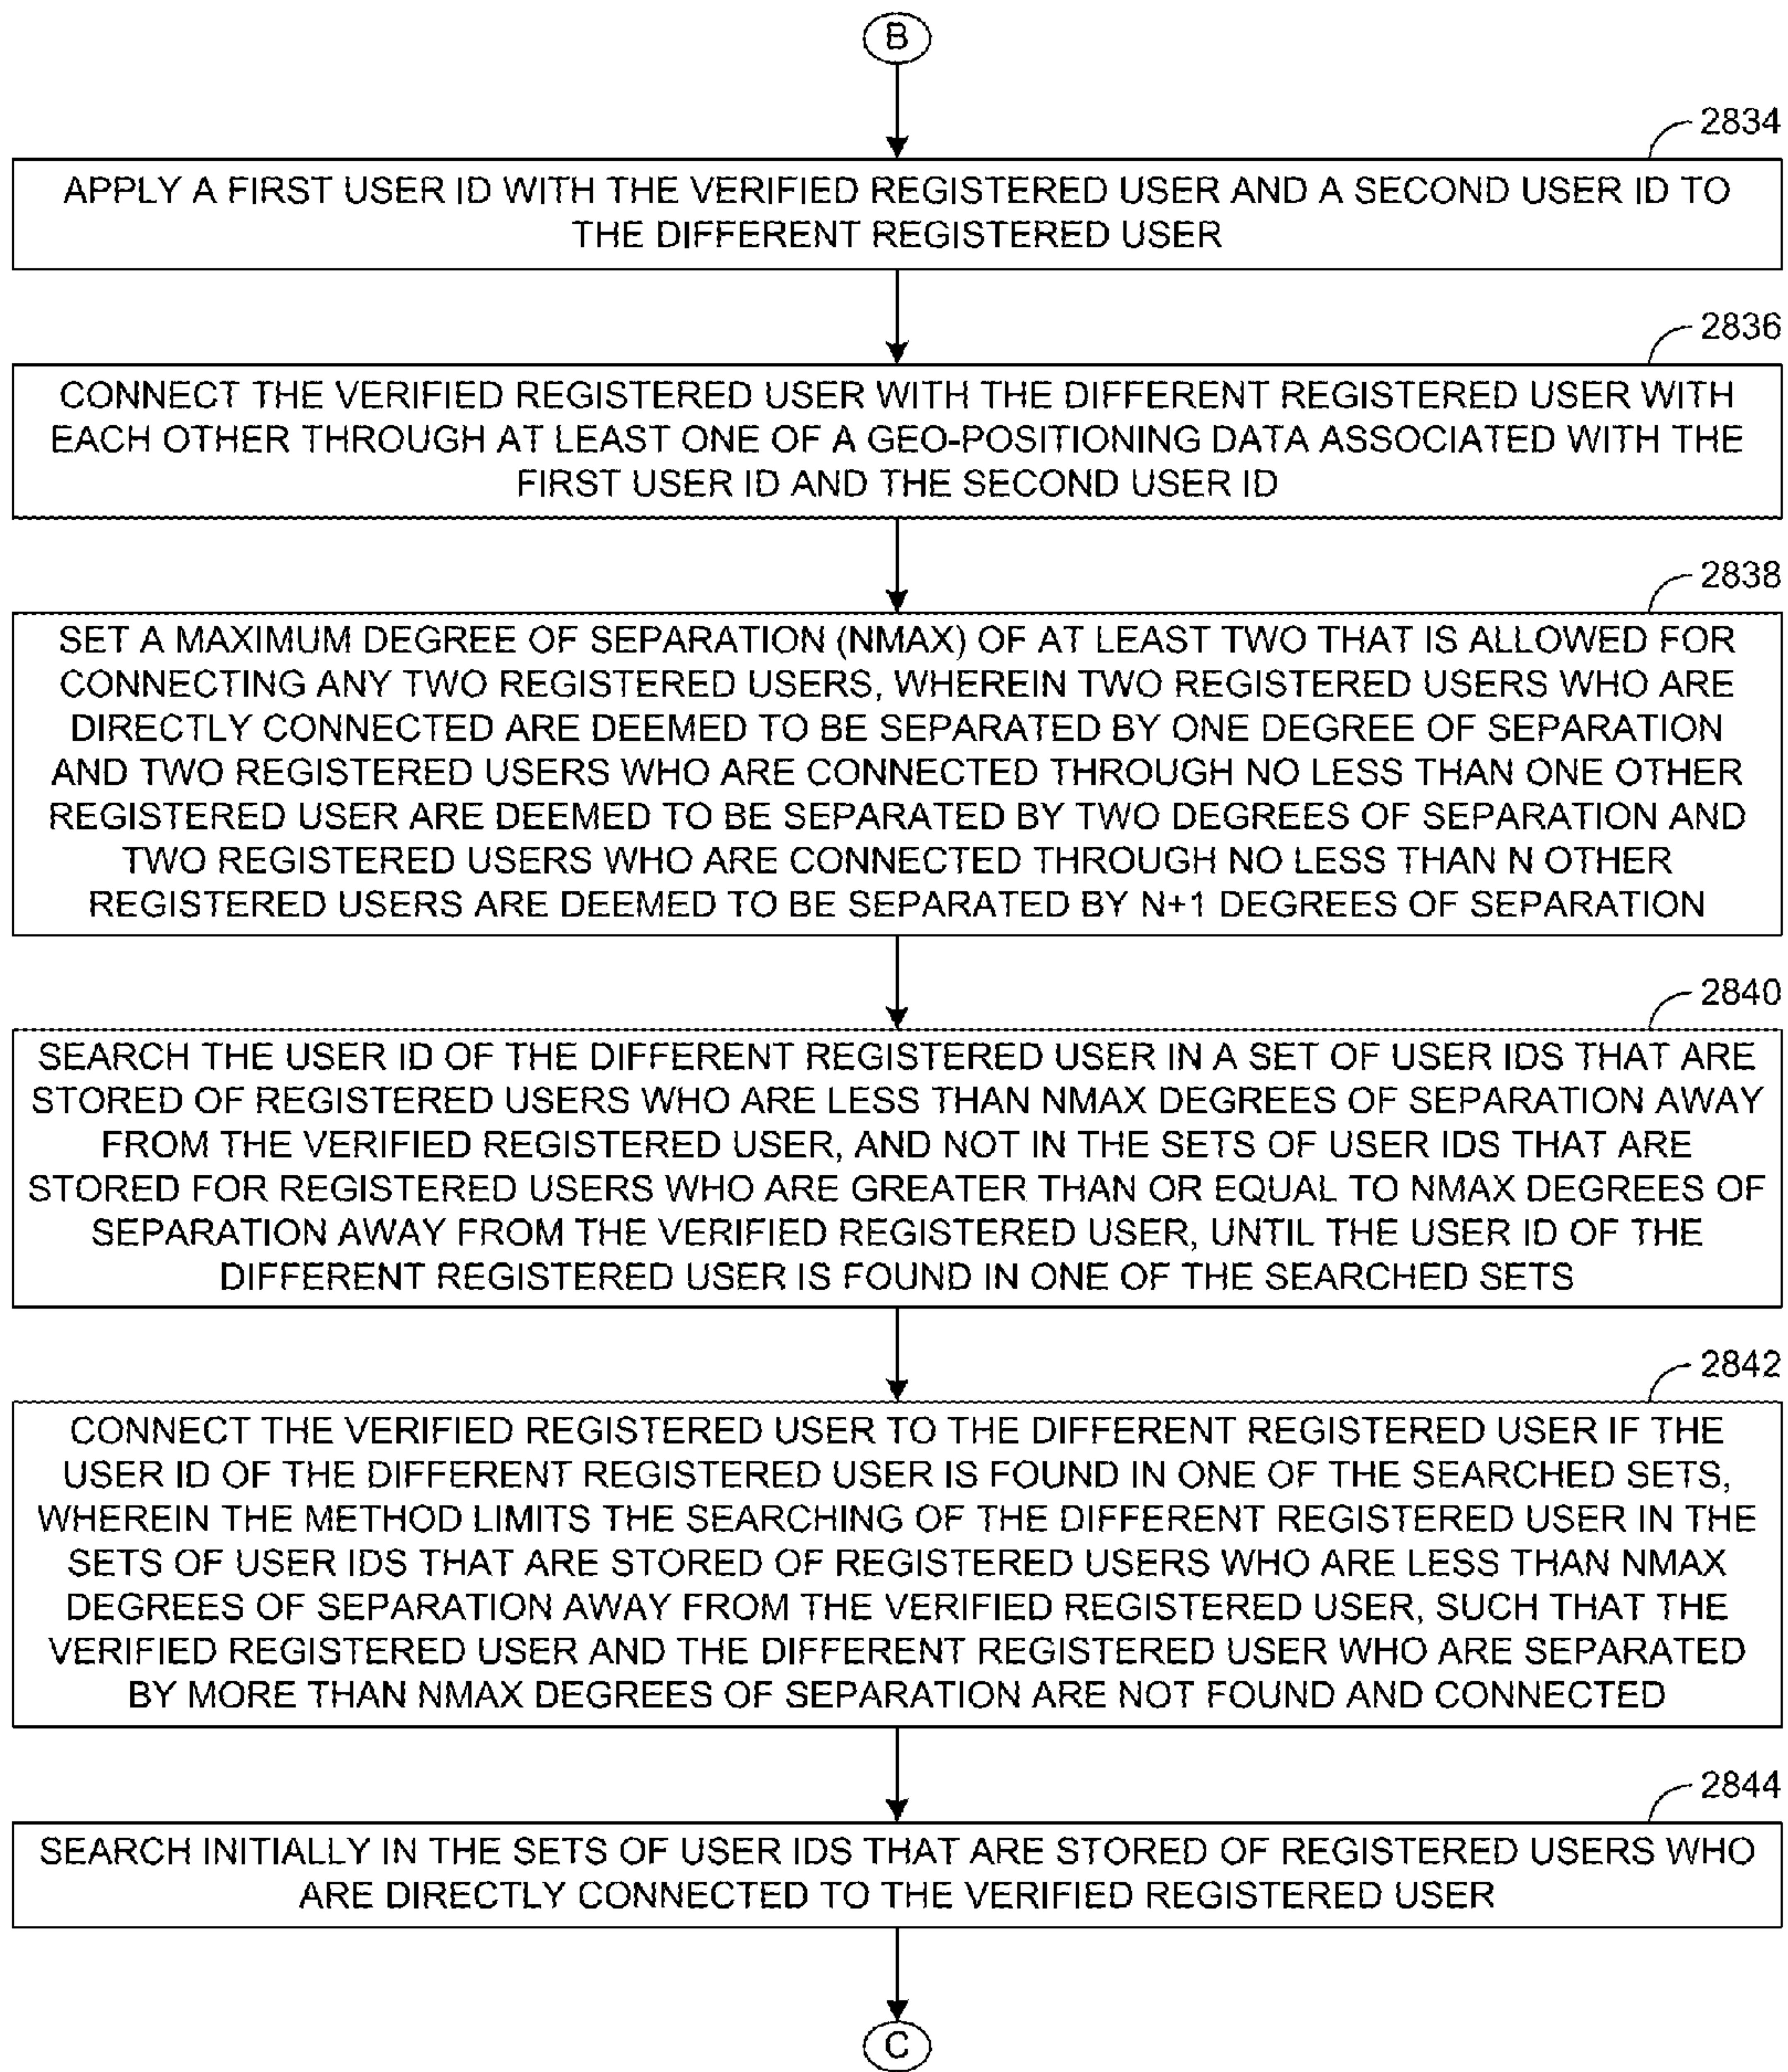 B
2834
APPLY A FIRST USER ID WITH THE VERIFIED REGISTERED USER AND A SECOND USER ID TO
THE DIFFERENT REGISTERED USER
2836
CONNECT THE VERIFIED REGISTERED USER WITH THE DIFFERENT REGISTERED USER WITH
EACH OTHER THROUGH AT LEAST ONE OF A GEO-POSITIONING DATA ASSOCIATED WITH THE
FIRST USER ID AND THE SECOND USER ID
2838
SET A MAXIMUM DEGREE OF SEPARATION (NMAX) OF AT LEAST TWO THAT IS ALLOWED FOR
CONNECTING ANY TWO REGISTERED USERS, WHEREIN TWO REGISTERED USERS WHO ARE
DIRECTLY CONNECTED ARE DEEMED TO BE SEPARATED BY ONE DEGREE OF SEPARATION
AND TWO REGISTERED USERS WHO ARE CONNECTED THROUGH NO LESS THAN ONE OTHER
REGISTERED USER ARE DEEMED TO BE SEPARATED BY TWO DEGREES OF SEPARATION AND
TWO REGISTERED USERS WHO ARE CONNECTED THROUGH NO LESS THAN N OTHER
REGISTERED USERS ARE DEEMED TO BE SEPARATED BY N+1 DEGREES OF SEPARATION
2840
SEARCH THE USER ID OF THE DIFFERENT REGISTERED USER IN A SET OF USER IDS THAT ARE
STORED OF REGISTERED USERS WHO ARE LESS THAN NMAX DEGREES OF SEPARATION AWAY
FROM THE VERIFIED REGISTERED USER, AND NOT IN THE SETS OF USER IDS THAT ARE
STORED FOR REGISTERED USERS WHO ARE GREATER THAN OR EQUAL TO NMAX DEGREES OF
SEPARATION AWAY FROM THE VERIFIED REGISTERED USER, UNTIL THE USER ID OF THE
DIFFERENT REGISTERED USER IS FOUND IN ONE OF THE SEARCHED SETS
2842
CONNECT THE VERIFIED REGISTERED USER TO THE DIFFERENT REGISTERED USER IF THE
USER ID OF THE DIFFERENT REGISTERED USER IS FOUND IN ONE OF THE SEARCHED SETS,
WHEREIN THE METHOD LIMITS THE SEARCHING OF THE DIFFERENT REGISTERED USER IN THE
SETS OF USER IDS THAT ARE STORED OF REGISTERED USERS WHO ARE LESS THAN NMAX
DEGREES OF SEPARATION AWAY FROM THE VERIFIED REGISTERED USER, SUCH THAT THE
VERIFIED REGISTERED USER AND THE DIFFERENT REGISTERED USER WHO ARE SEPARATED
BY MORE THAN NMAX DEGREES OF SEPARATION ARE NOT FOUND AND CONNECTED
2844
SEARCH INITIALLY IN THE SETS OF USER IDS THAT ARE STORED OF REGISTERED USERS WHO
ARE DIRECTLY CONNECTED TO THE VERIFIED REGISTERED USER
C